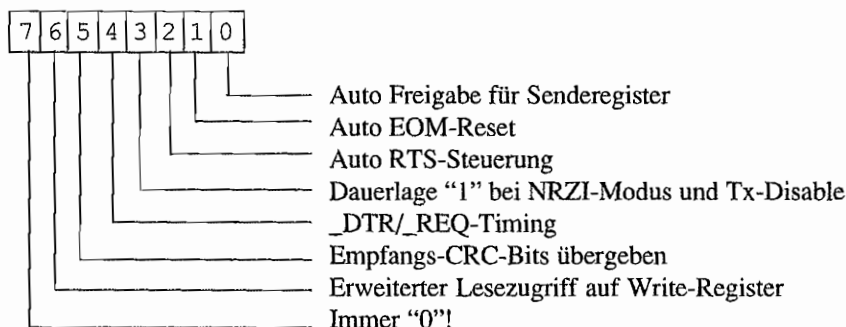 7 6 5 4 3 2 1 0
Auto Freigabe für Senderegister
Auto EOM-Reset
Auto RTS-Steuerung
Dauerlage “1” bei NRZI-Modus und Tx-Disable
_DTR/_REQ-Timing
Empfangs-CRC-Bits übergeben
Erweiterter Lesezugriff auf Write-Register
Immer “0”!